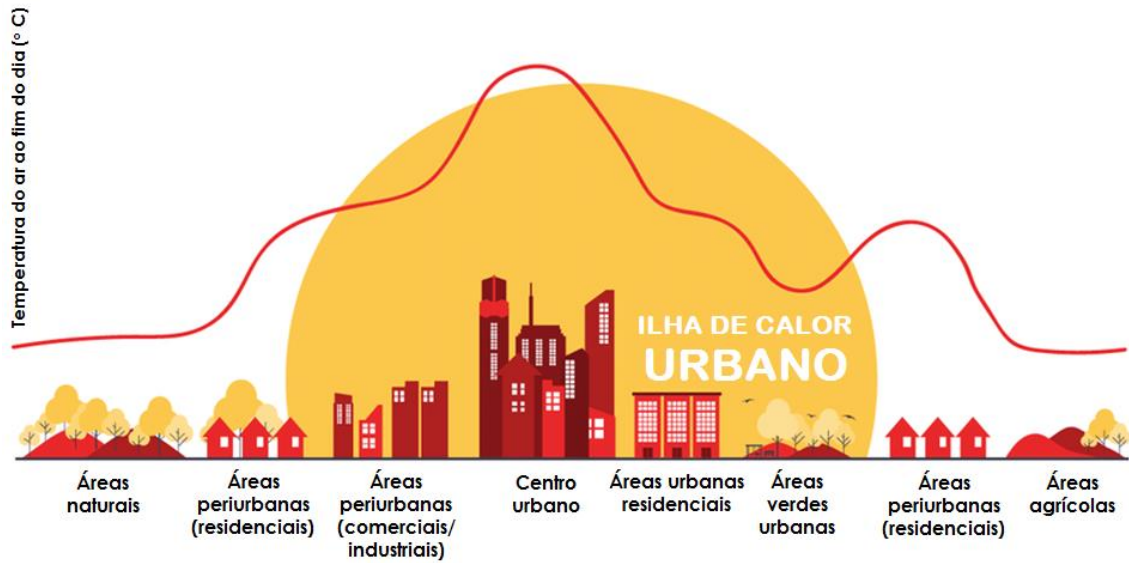 Temperatura do ar ao fim do dia (° C)
ILHA DE CALOR
URBANO
Áreas
naturais
Áreas
periurbanas
(residenciais)
Áreas
periurbanas
(comerciais/
industriais)
Centro
urbano
Áreas urbanas
residenciais
Áreas
verdes
urbanas
Áreas
periurbanas
(residenciais)
Áreas
agrícolas